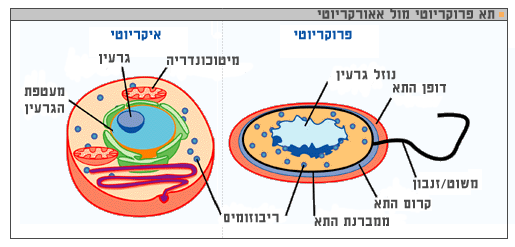 תא פרוקריוטי מול אאורקריוטי
פרוקריוטי
איקריוטי
נוזל גרעין
דופן התא
משוט/זנבון
קרום התא
ממברנת התא
ריבוזומים
מיטוכונדריה
גרעין
מעטפת
הגרעין